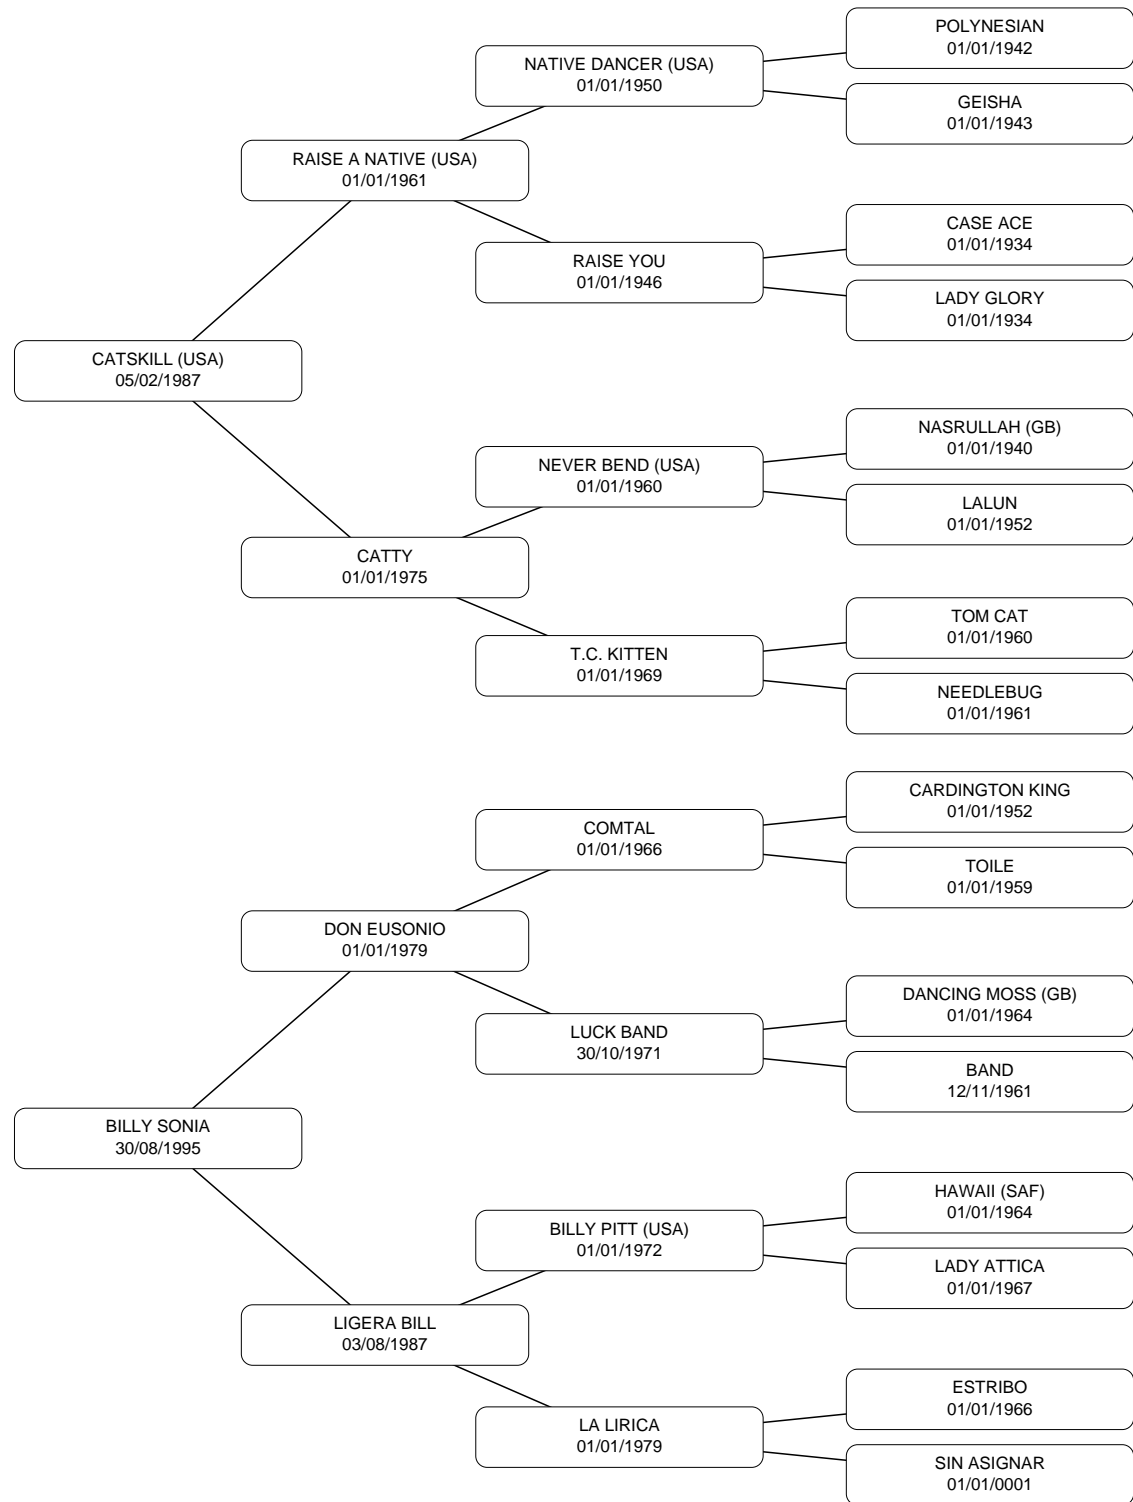 POLYNESIAN
01/01/1942
NATIVE DANCER (USA)
01/01/1950
GEISHA
01/01/1943
RAISE A NATIVE (USA)
01/01/1961
CASE ACE
01/01/1934
RAISE YOU
01/01/1946
LADY GLORY
01/01/1934
CATSKILL (USA)
05/02/1987
NASRULLAH (GB)
01/01/1940
NEVER BEND (USA)
01/01/1960
LALUN
01/01/1952
CATTY
01/01/1975
TOM CAT
01/01/1960
T.C. KITTEN
01/01/1969
NEEDLEBUG
01/01/1961
CARDINGTON KING
01/01/1952
COMTAL
01/01/1966
TOILE
01/01/1959
DON EUSONIO
01/01/1979
DANCING MOSS (GB)
01/01/1964
LUCK BAND
30/10/1971
BAND
12/11/1961
BILLY SONIA
30/08/1995
HAWAII (SAF)
01/01/1964
BILLY PITT (USA)
01/01/1972
LADY ATTICA
01/01/1967
LIGERA BILL
03/08/1987
ESTRIBO
01/01/1966
LA LIRICA
01/01/1979
SIN ASIGNAR
01/01/0001